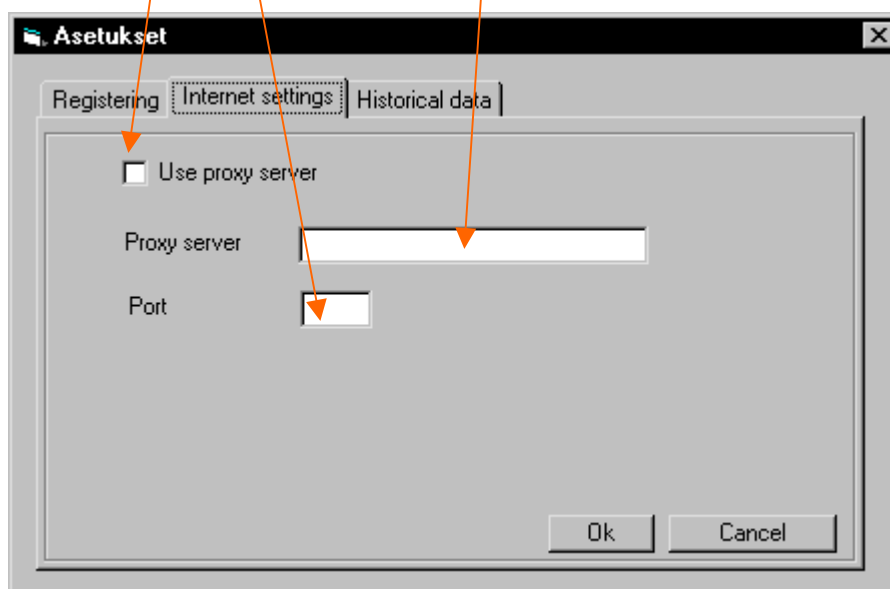 Asetukset
Registering Internet settings Historical data
Use proxy server
Proxy server
Port
Ok Cancel